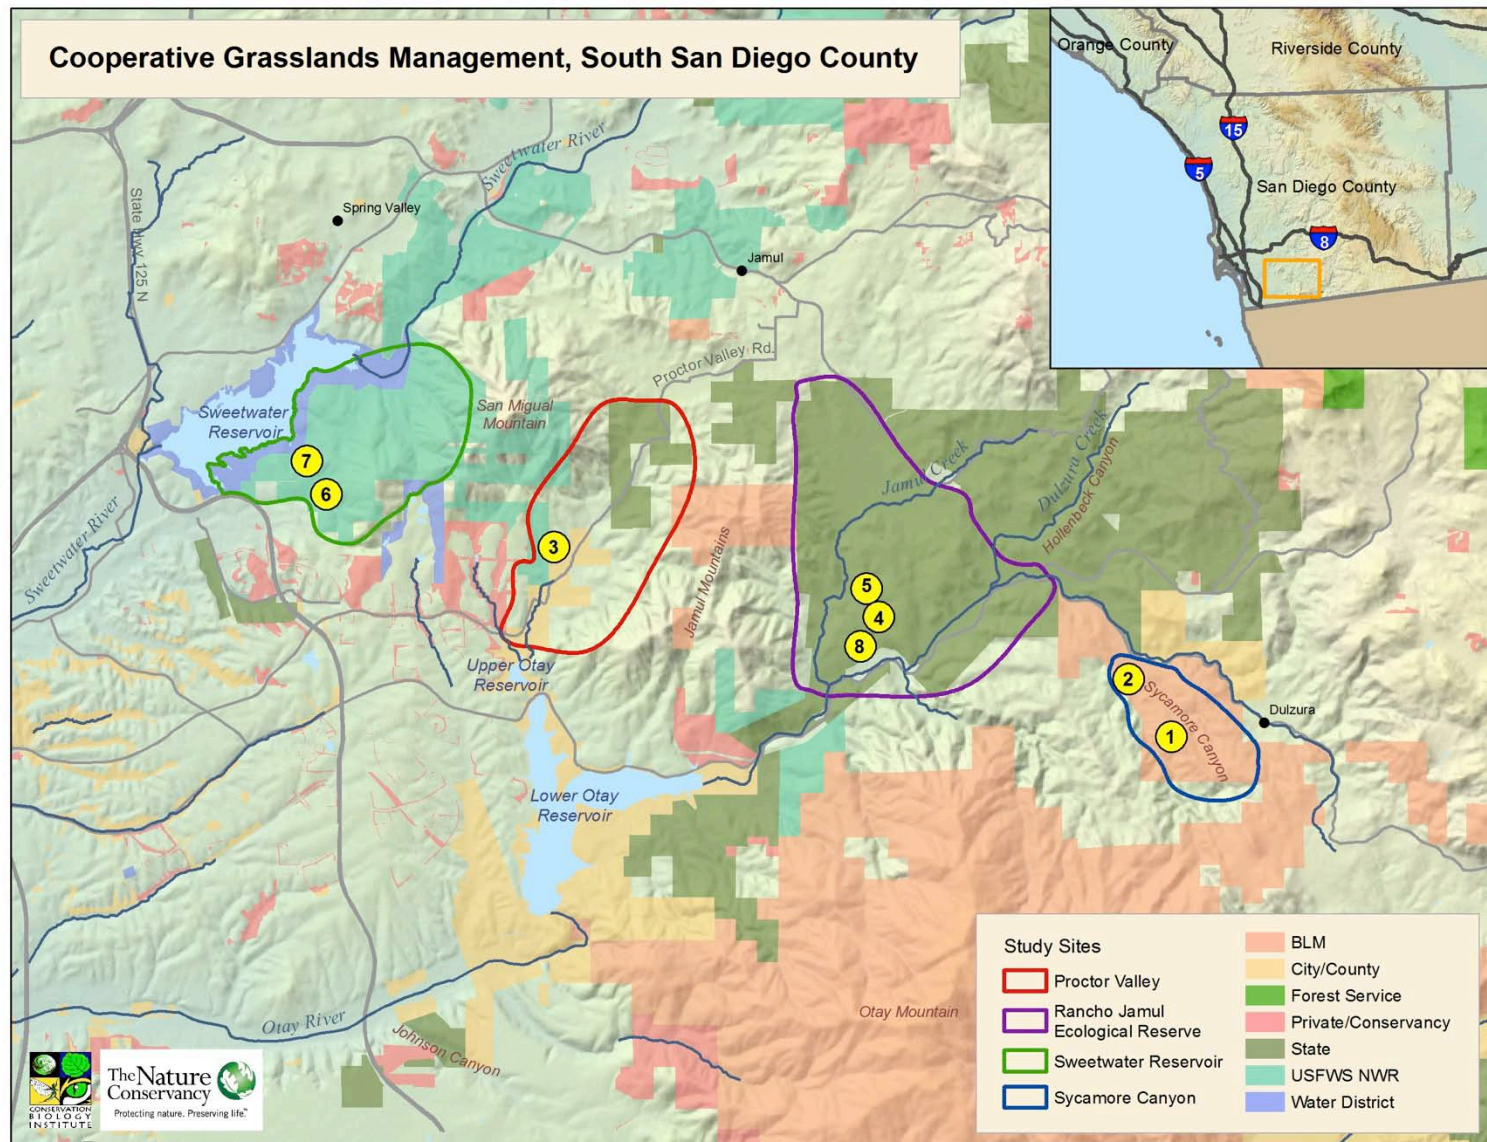 Cooperative Grasslands Management, South San Diego County
Orange County
Riverside County
15
5
San Diego County
8
Sweetwater River
State HWY 125 N
Spring Valley
Jamul
Proctor Valley Rd.
Sweetwater
Reservoir
San Migual
Mountain
7
6
Jamul Creek
Dulzura Creek
Hollenbeck Canyon
Sweetwater River
3
Jamul Mountains
5
4
8
Upper Otay
Reservoir
2
Sycamore Canyon
1
Dulzura
Lower Otay
Reservoir
Otay River
Johnson Canyon
Otay Mountain
Study Sites
Proctor Valley
Rancho Jamul
Ecological Reserve
Sweetwater Reservoir
Sycamore Canyon
BLM
City/County
Forest Service
Private/Conservancy
State
USFWS NWR
Water District
CONSERVATION
BIOLOGY
INSTITUTE
The Nature
Conservancy
Protecting nature. Preserving life.™